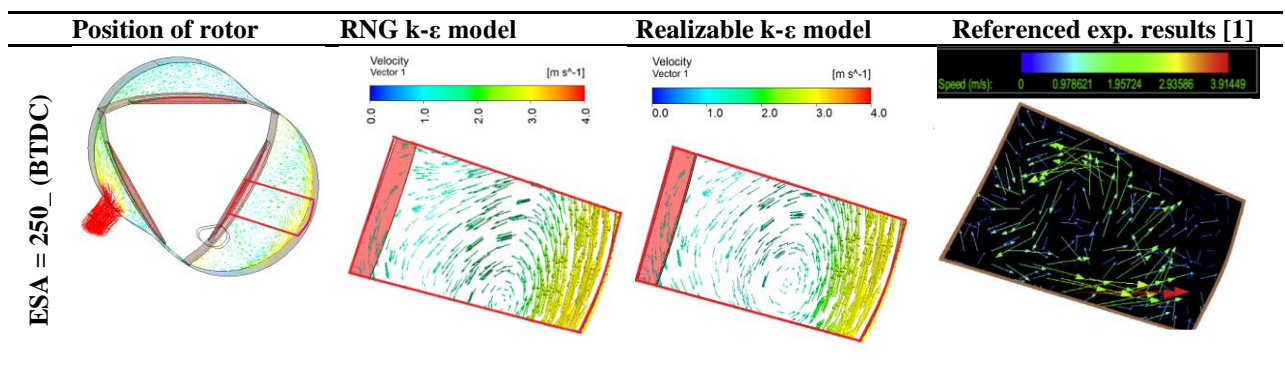 Position of rotor RNG k-ε model Realizable k-ε model Referenced exp. results [1]
ESA = 250_ (BTDC)
Velocity
Vector 1
[m s^-1]
0.0 1.0 2.0 3.0 4.0
Velocity
Vector 1
[m s^-1]
0.0 1.0 2.0 3.0 4.0
Speed (m/s): 0 0.978621 1.95724 2.93586 3.91449